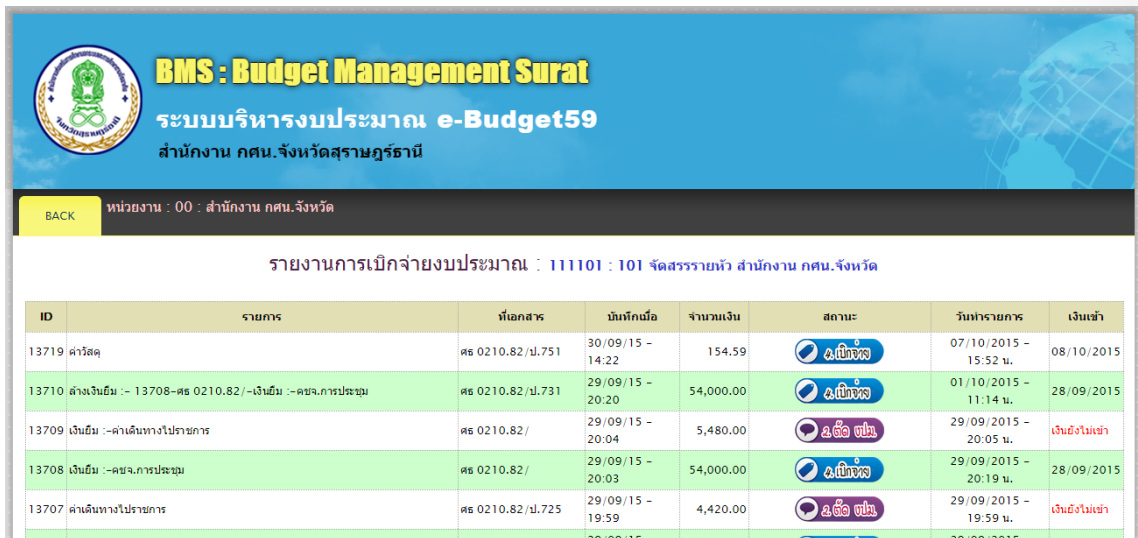 BMS : Budget Management Surat
ระบบบริหารงบประมาณ e-Budget59
สำนักงาน กศน.จังหวัดสุราษฎร์ธานี
BACK หน่วยงาน : 00 : สำนักงาน กศน.จังหวัด
รายงานการเบิกจ่ายงบประมาณ : 111101 : 101 จัดสรรรายหัว สำนักงาน กศน.จังหวัด
ID รายการ ที่เอกสาร บันทึกเมื่อ จำนวนเงิน สถานะ วันทำรายการ เงินเข้า
13719 ค่าวัสดุ ศธ 0210.82/ป.751 30/09/15 - 14:22 154.59 4.เบิกจ่าย 07/10/2015 - 15:52 น. 08/10/2015
13710 ล้างเงินยืม :- 13708-ศธ 0210.82/-เงินยืม :-คชจ.การประชุม ศธ 0210.82/ป.731 29/09/15 - 20:20 54,000.00 4.เบิกจ่าย 01/10/2015 - 11:14 น. 28/09/2015
13709 เงินยืม :-ค่าเดินทางไปราชการ ศธ 0210.82/ 29/09/15 - 20:04 5,480.00 2.ตัด งปม. 29/09/2015 - 20:05 น. เงินยังไม่เข้า
13708 เงินยืม :-คชจ.การประชุม ศธ 0210.82/ 29/09/15 - 20:03 54,000.00 4.เบิกจ่าย 29/09/2015 - 20:19 น. 28/09/2015
13707 ค่าเดินทางไปราชการ ศธ 0210.82/ป.725 29/09/15 - 19:59 4,420.00 2.ตัด งปม. 29/09/2015 - 19:59 น. เงินยังไม่เข้า